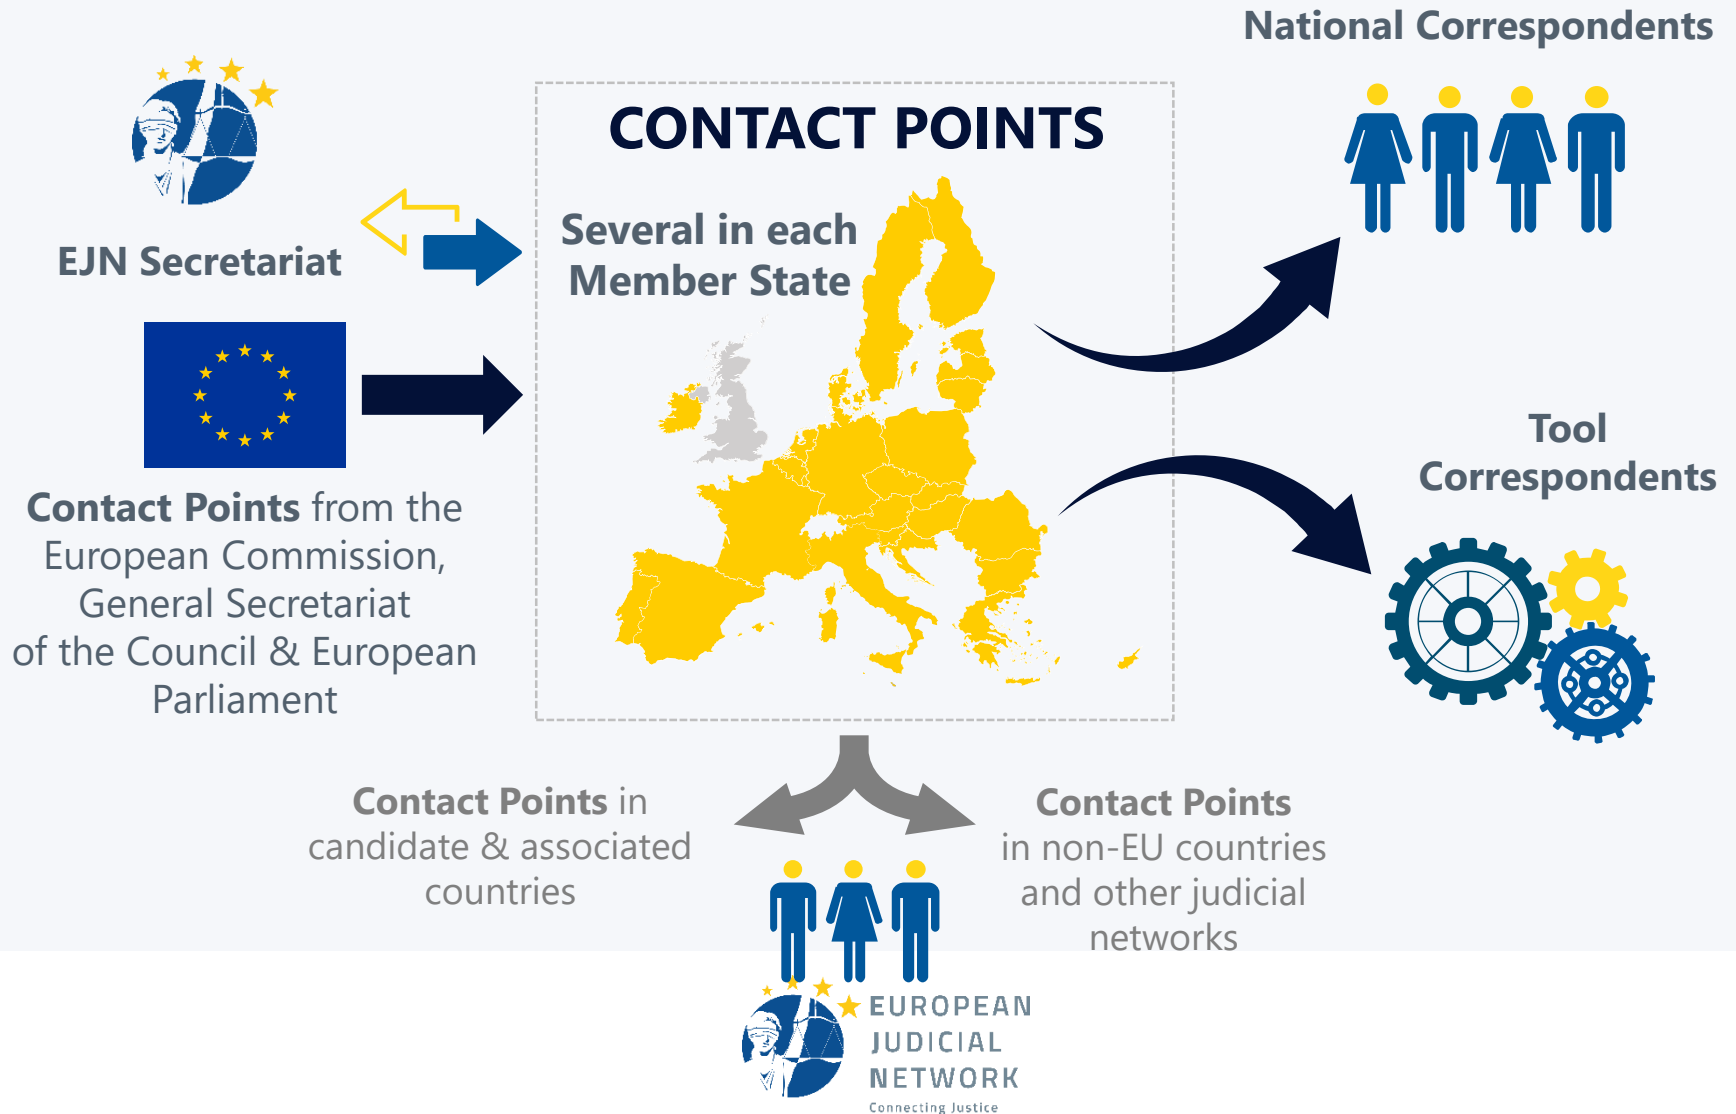 National Correspondents
CONTACT POINTS
Several in each
Member State
EJN Secretariat
Contact Points from the
European Commission,
General Secretariat
of the Council & European
Parliament
Tool
Correspondents
Contact Points in
candidate & associated
countries
Contact Points
in non-EU countries
and other judicial
networks
EUROPEAN
JUDICIAL
NETWORK
Connecting Justice